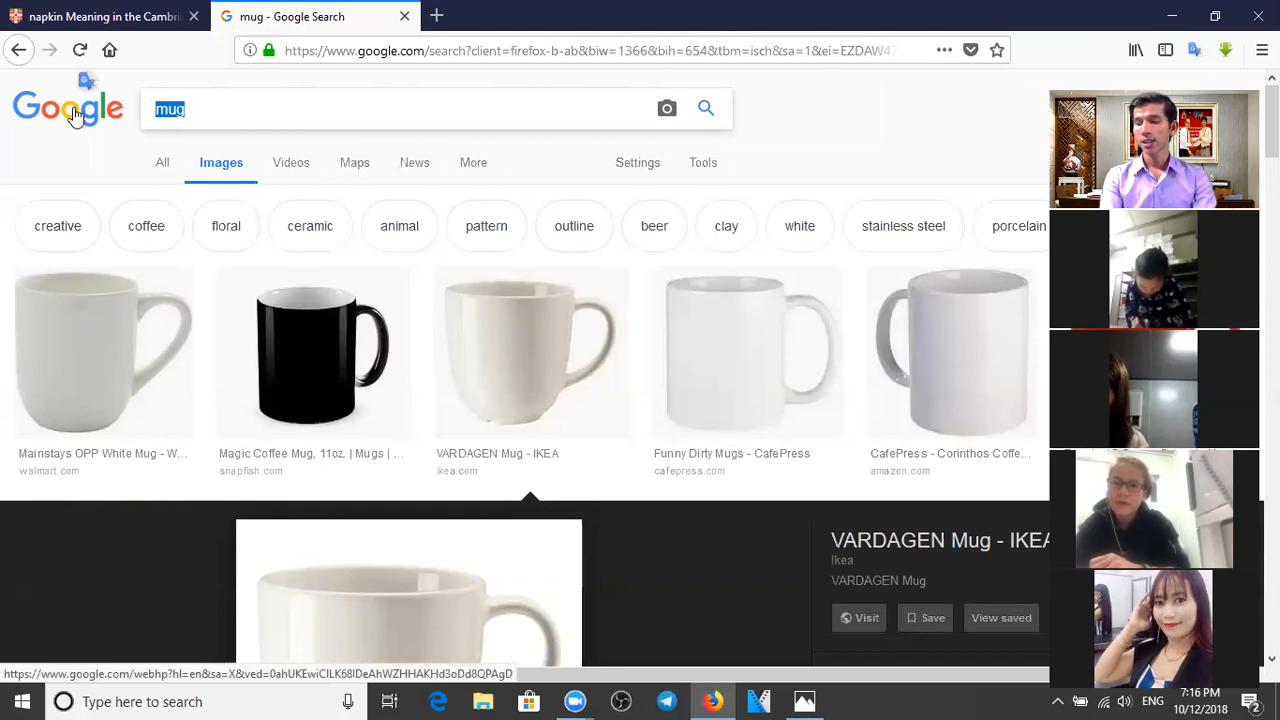 napkin Meaning in the Cambri
mug - Google Search
https://www.google.com/search?client=firefox-b-ab&biw=1366&bih=654&tbm=isch&sa=1&ei=EZDAW47
Google
mug
All Images Videos Maps News More Settings Tools
creative coffee floral ceramic animal pattern outline beer clay white stainless steel porcelain
Mainstays OPP White Mug - W...
walmart.com
Magic Coffee Mug, 11oz. | Mugs | ...
snapfish.com
VARDAGEN Mug - IKEA
ikea.com
Funny Dirty Mugs - CafePress
cafepress.com
CafePress - Corinthos Coffe...
amazon.com
VARDAGEN Mug - IKEA
Ikea
VARDAGEN Mug
Visit Save View saved
https://www.google.com/webhp?hl=en&sa=X&ved=0ahUKEwiCILK68IDeAhWZHHAKHd3oDd8QPAgD
Type here to search
ENG
7:16 PM
10/12/2018
2